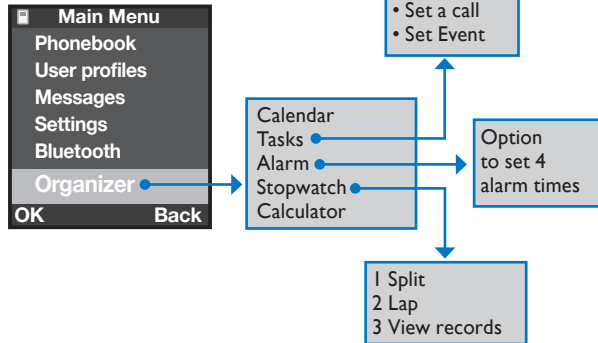 Main Menu
Phonebook
User profiles
Messages
Settings
Bluetooth
Organizer
OK Back
• Set a call
• Set Event
Calendar
Tasks
Alarm
Stopwatch
Calculator
Option
to set 4
alarm times
1 Split
2 Lap
3 View records